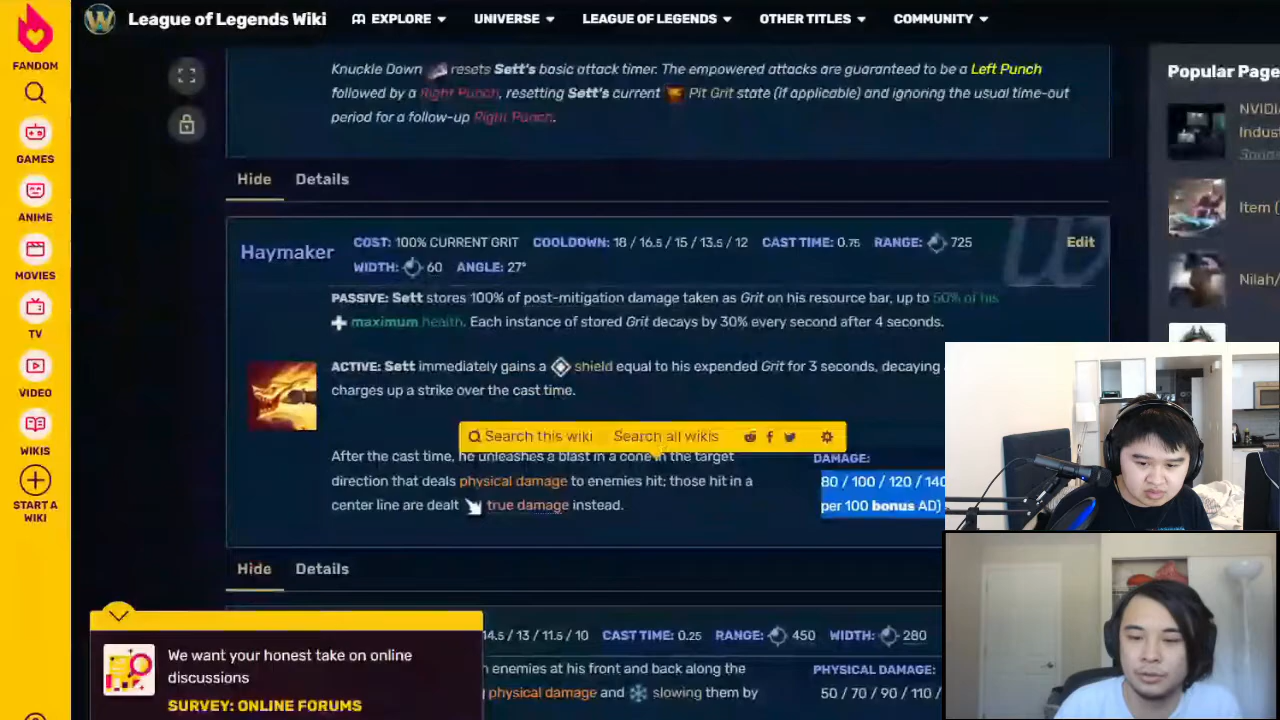 League of Legends Wiki
EXPLORE
UNIVERSE
LEAGUE OF LEGENDS
OTHER TITLES
COMMUNITY
FANDOM
GAMES
ANIME
MOVIES
TV
VIDEO
WIKIS
START A
WIKI
Knuckle Down resets Sett's basic attack timer. The empowered attacks are guaranteed to be a Left Punch
followed by a Right Punch, resetting Sett's current Pit Grit state (if applicable) and ignoring the usual time-out
period for a follow-up Right Punch.
Popular Page
NVIDI
Indus
Item (
Nilah/
Hide Details
Haymaker
COST: 100% CURRENT GRIT COOLDOWN: 18 / 16.5 / 15 / 13.5 / 12 CAST TIME: 0.75 RANGE: 725
WIDTH: 60 ANGLE: 27°
Edit
PASSIVE: Sett stores 100% of post-mitigation damage taken as Grit on his resource bar, up to 50% of his
maximum health. Each instance of stored Grit decays by 30% every second after 4 seconds.
ACTIVE: Sett immediately gains a shield equal to his expended Grit for 3 seconds, decaying
charges up a strike over the cast time.
Search this wiki Search all wikis
After the cast time, he unleashes a blast in a cone in the target
direction that deals physical damage to enemies hit; those hit in a
center line are dealt true damage instead.
DAMAGE:
80 / 100 / 120 / 140
per 100 bonus AD)
Hide Details
14.5 / 13 / 11.5 / 10 CAST TIME: 0.25 RANGE: 450 WIDTH: 280
enemies at his front and back along the
physical damage and slowing them by
PHYSICAL DAMAGE:
50 / 70 / 90 / 110 /
We want your honest take on online
discussions
SURVEY: ONLINE FORUMS